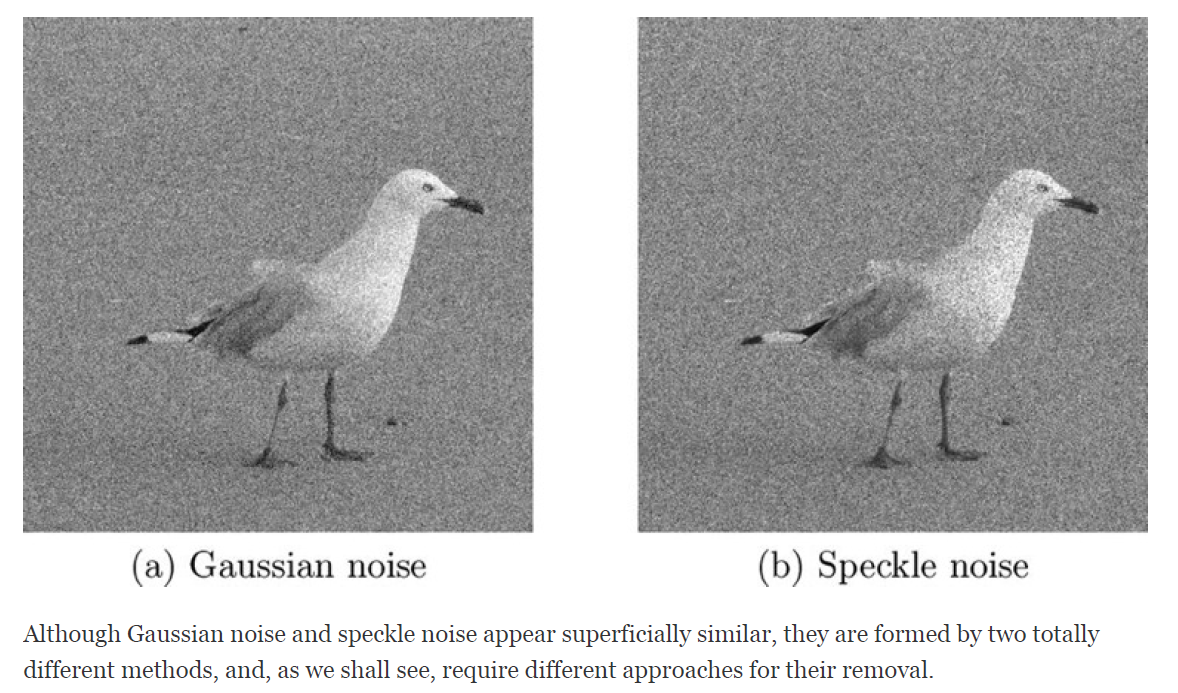 (a) Gaussian noise
(b) Speckle noise
Although Gaussian noise and speckle noise appear superficially similar, they are formed by two totally
different methods, and, as we shall see, require different approaches for their removal.